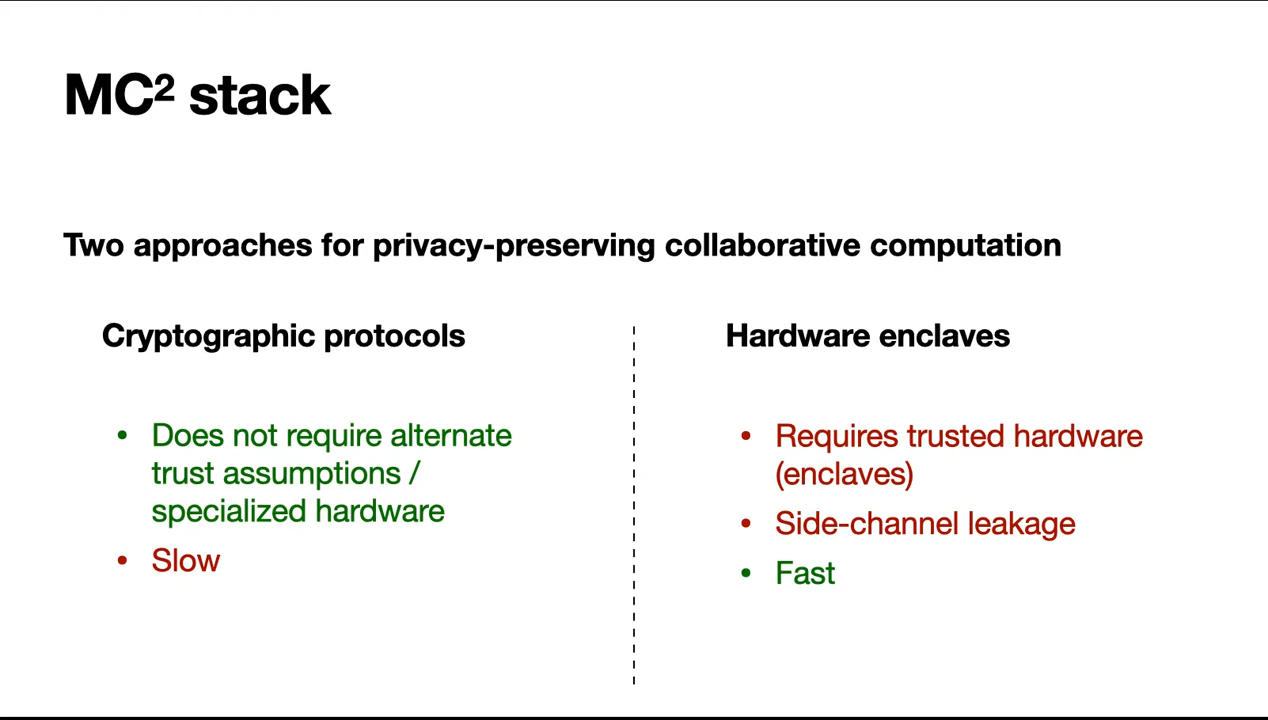 MC² stack
Two approaches for privacy-preserving collaborative computation
Cryptographic protocols
• Does not require alternate
trust assumptions /
specialized hardware
• Slow
Hardware enclaves
• Requires trusted hardware
(enclaves)
• Side-channel leakage
• Fast